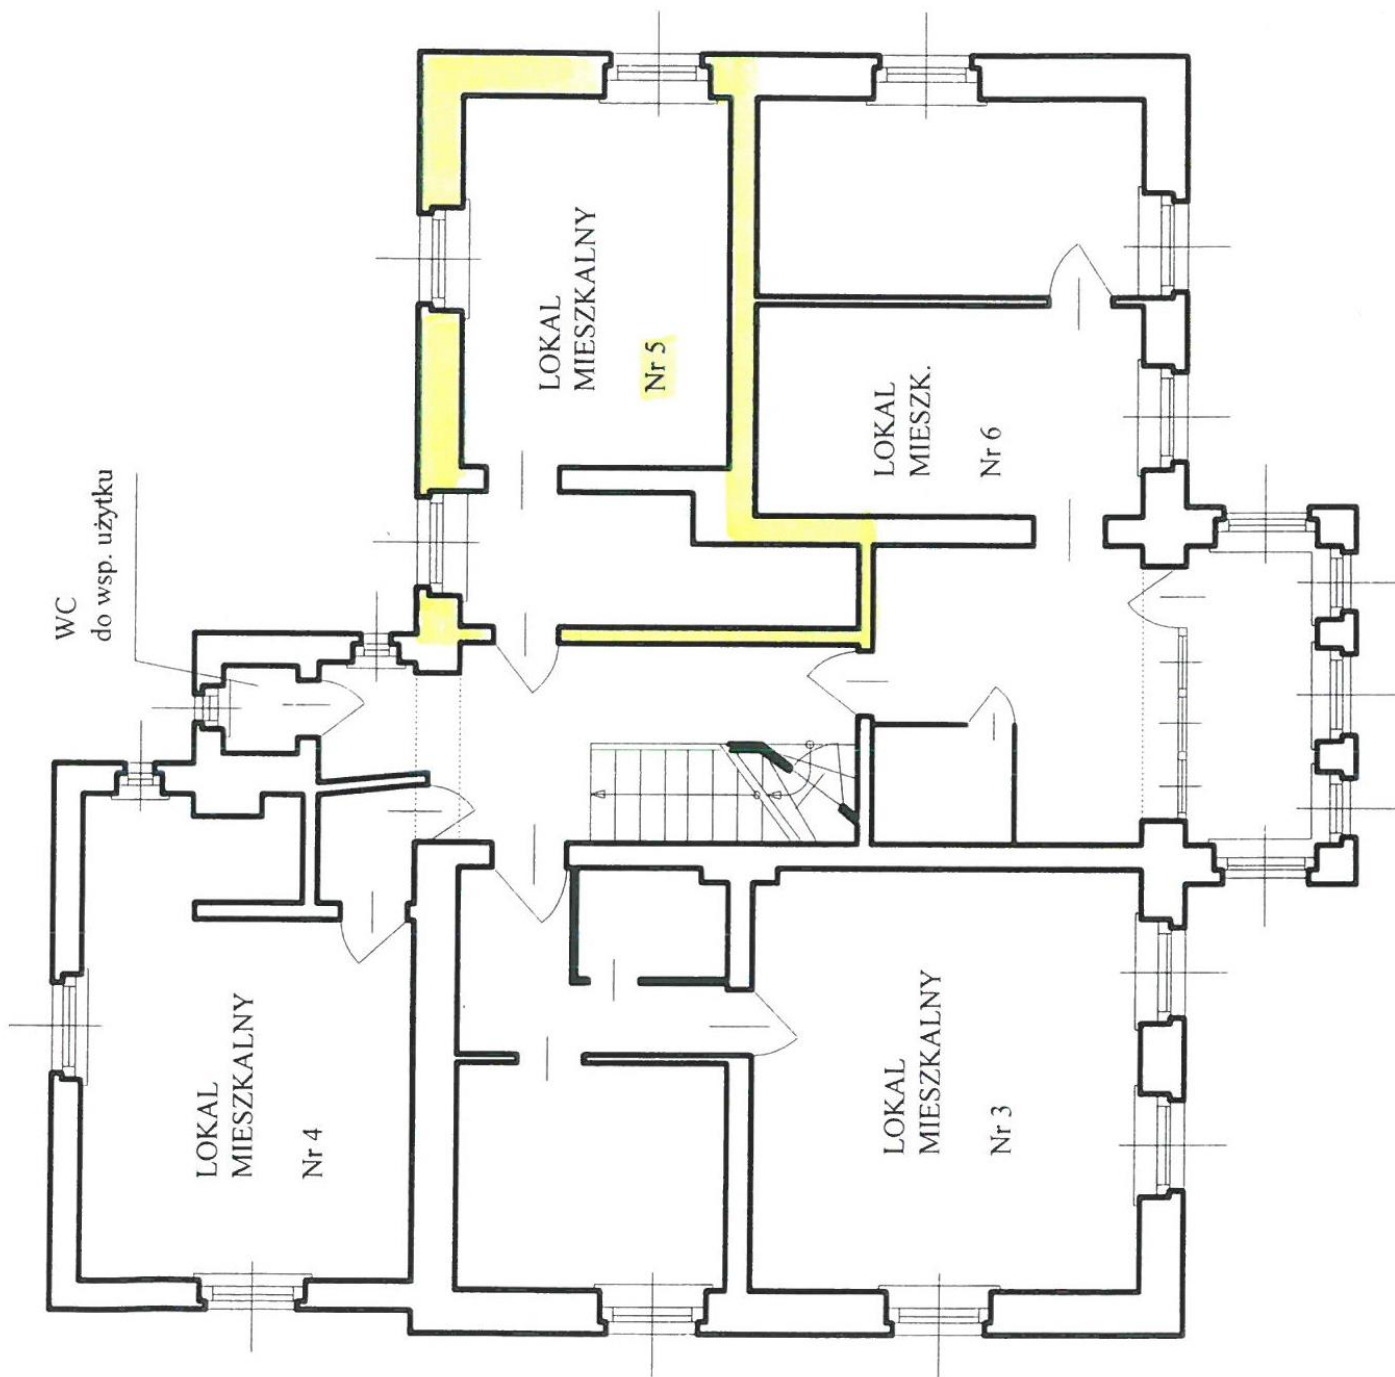 WC
do wsp. użytku
LOKAL
MIESZKALNY
Nr 5
LOKAL
MIESZK.
Nr 6
LOKAL
MIESZKALNY
Nr 4
LOKAL
MIESZKALNY
Nr 3